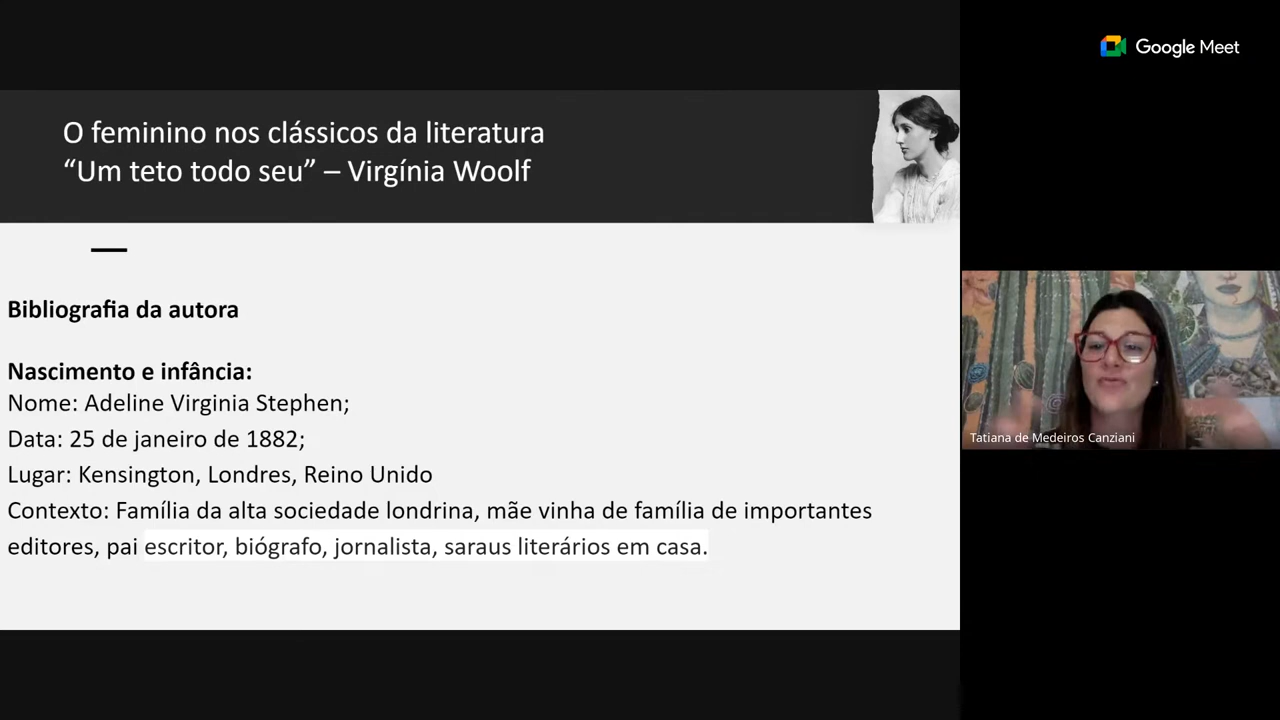 Google Meet
O feminino nos clássicos da literatura
“Um teto todo seu” – Virgínia Woolf
Bibliografia da autora
Nascimento e infância:
Nome: Adeline Virginia Stephen;
Data: 25 de janeiro de 1882;
Lugar: Kensington, Londres, Reino Unido
Contexto: Família da alta sociedade londrina, mãe vinha de família de importantes
editores, pai escritor, biógrafo, jornalista, saraus literários em casa.
Tatiana de Medeiros Canziani